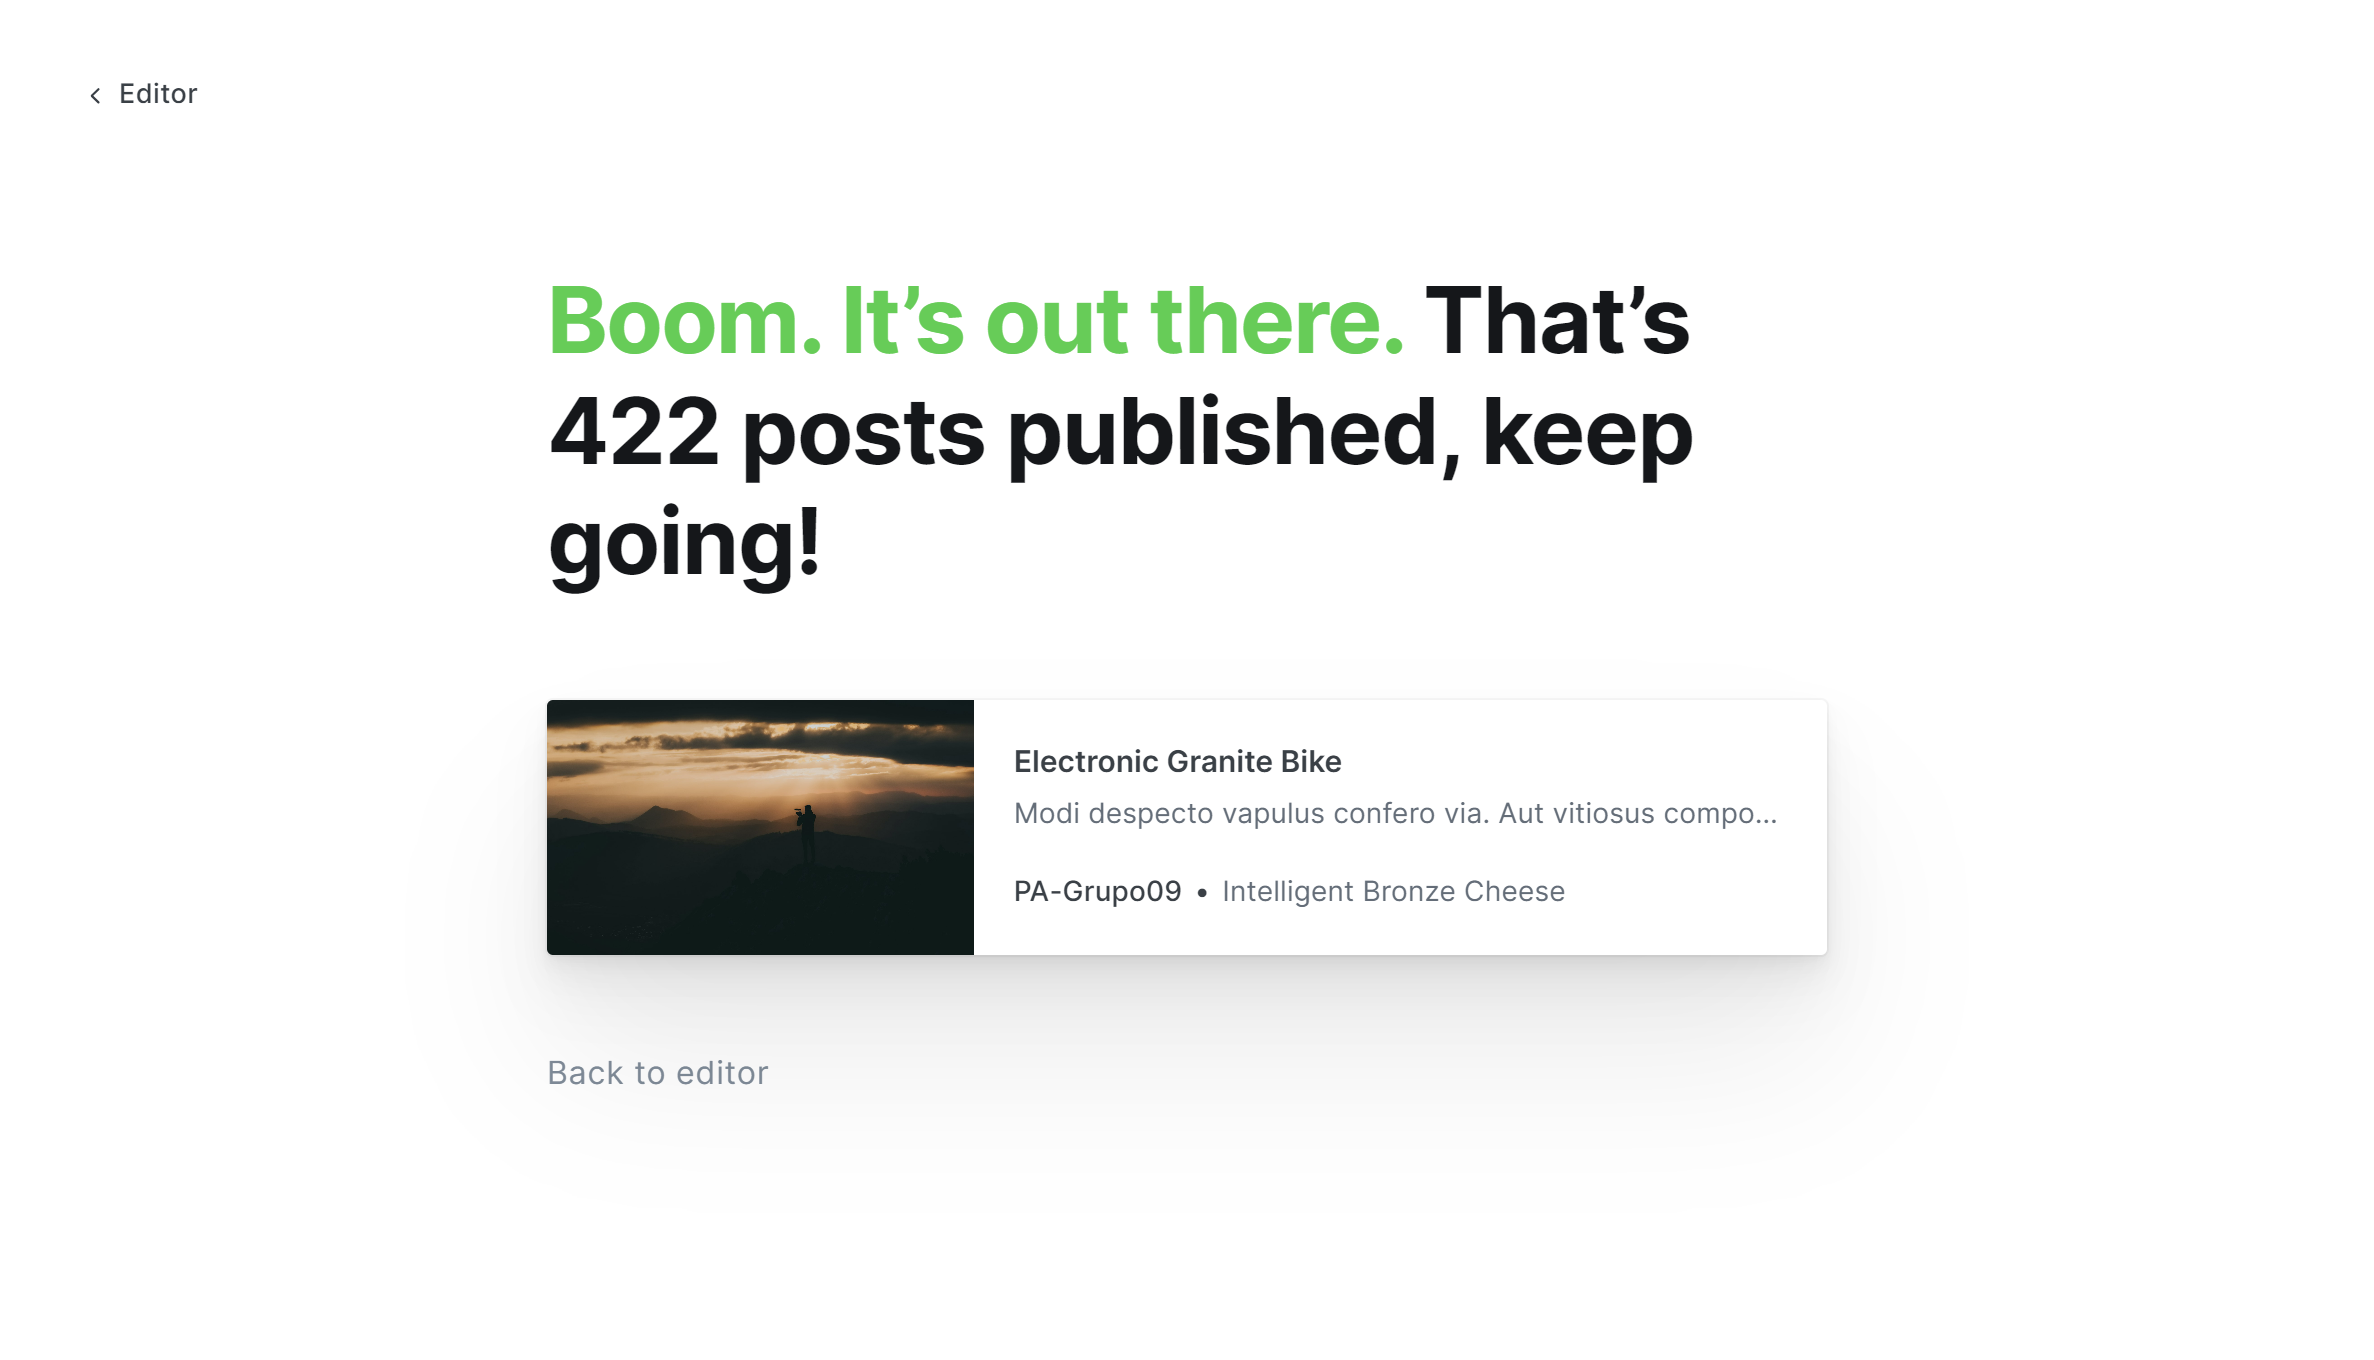 Editor
Boom. It’s out there. That’s
422 posts published, keep
going!
Electronic Granite Bike
Modi despecto vapulus confero via. Aut vitiosus compo...
PA-Grupo09 • Intelligent Bronze Cheese
Back to editor